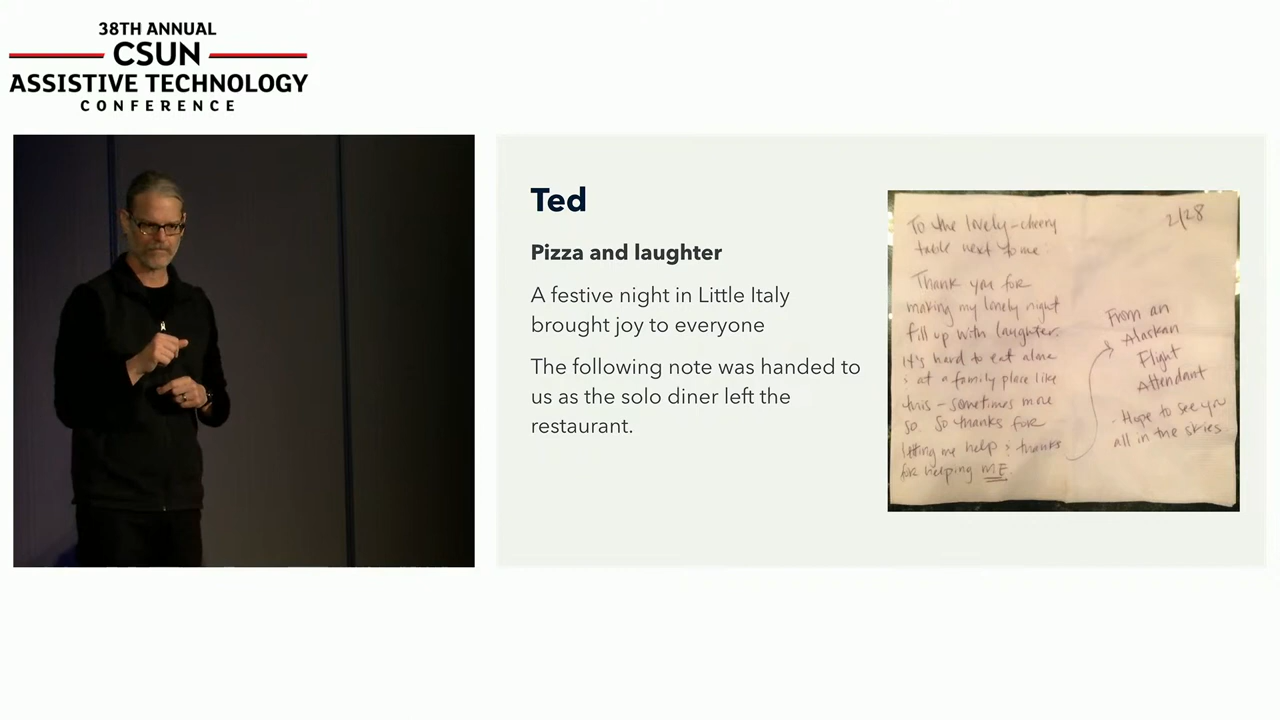 38TH ANNUAL
CSUN
ASSISTIVE TECHNOLOGY
CONFERENCE
Ted
Pizza and laughter
A festive night in Little Italy
brought joy to everyone
The following note was handed to
us as the solo diner left the
restaurant.
2/28
To the lovely-cheery
table next to me:
Thank you for
making my lonely night
fill up with laughter.
It's hard to eat alone
& at a family place like
this - sometimes more
so. So thanks for
letting me help & thanks
for helping ME.
From an
Alaskan
Flight
Attendant
- Hope to see you
all in the skies.